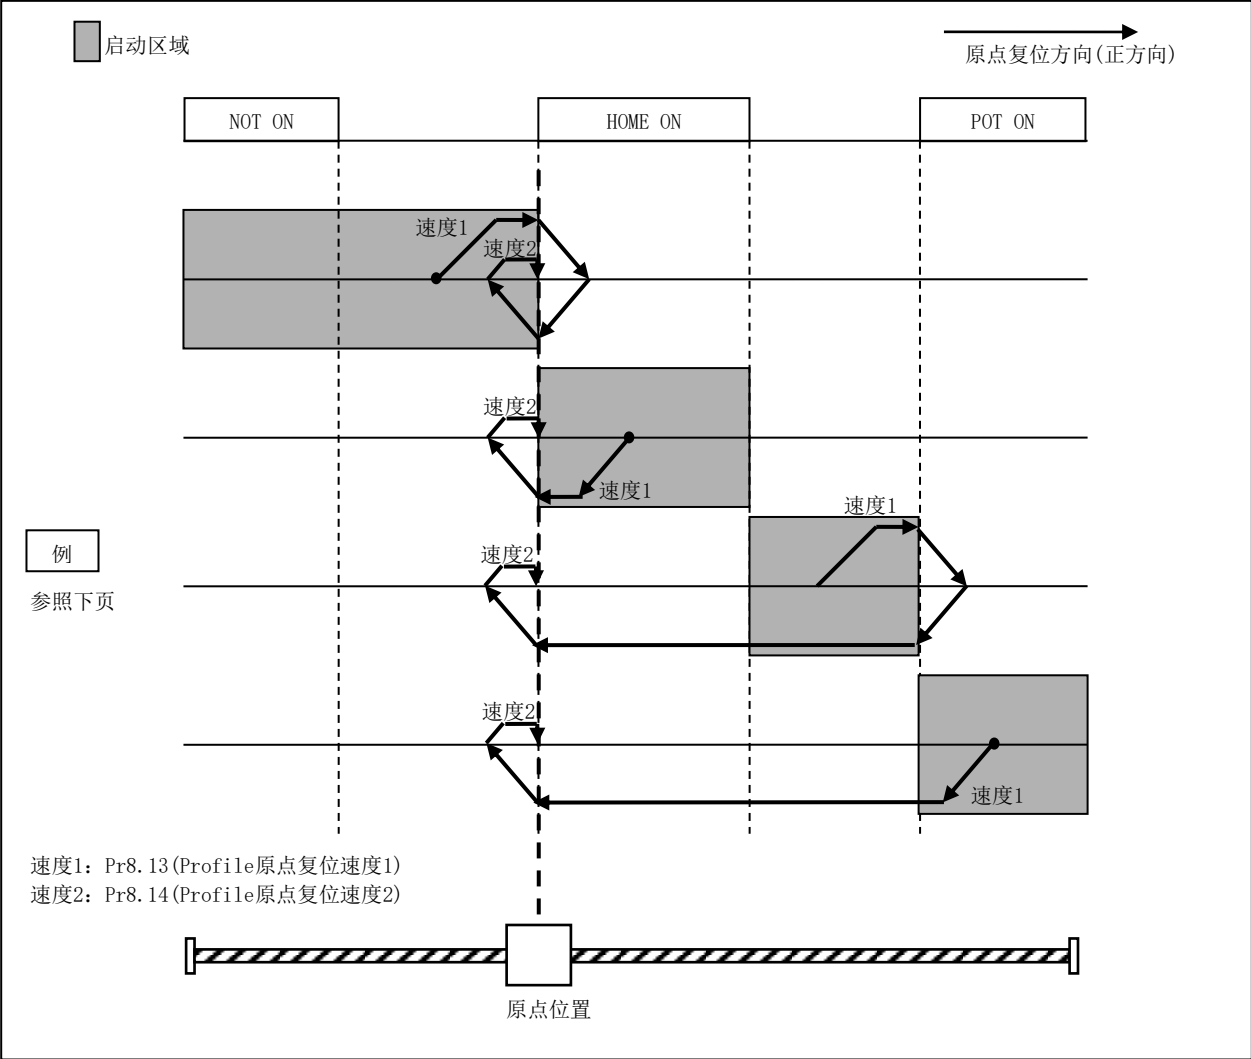 启动区域
原点复位方向(正方向)
NOT ON
HOME ON
POT ON
速度1
速度2
速度2
速度1
速度1
例
速度2
参照下页
速度2
速度1
速度1: Pr8.13(Profile原点复位速度1)
速度2: Pr8.14(Profile原点复位速度2)
原点位置